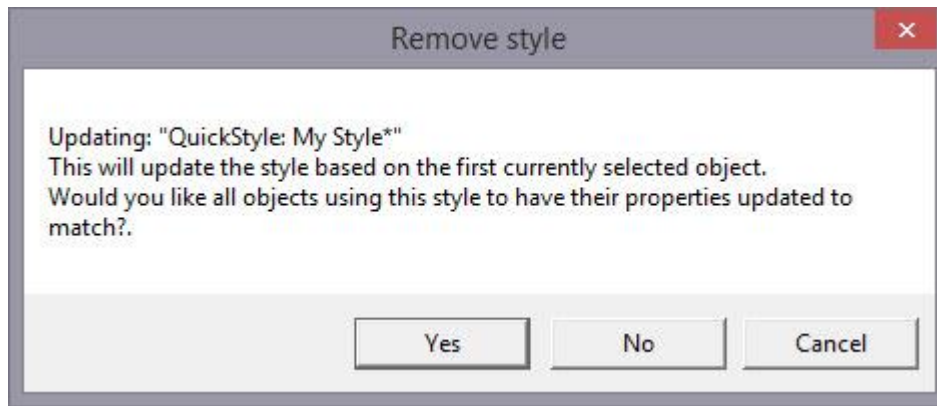 Remove style
Updating: "QuickStyle: My Style*"
This will update the style based on the first currently selected object.
Would you like all objects using this style to have their properties updated to
match?.
Yes
No
Cancel